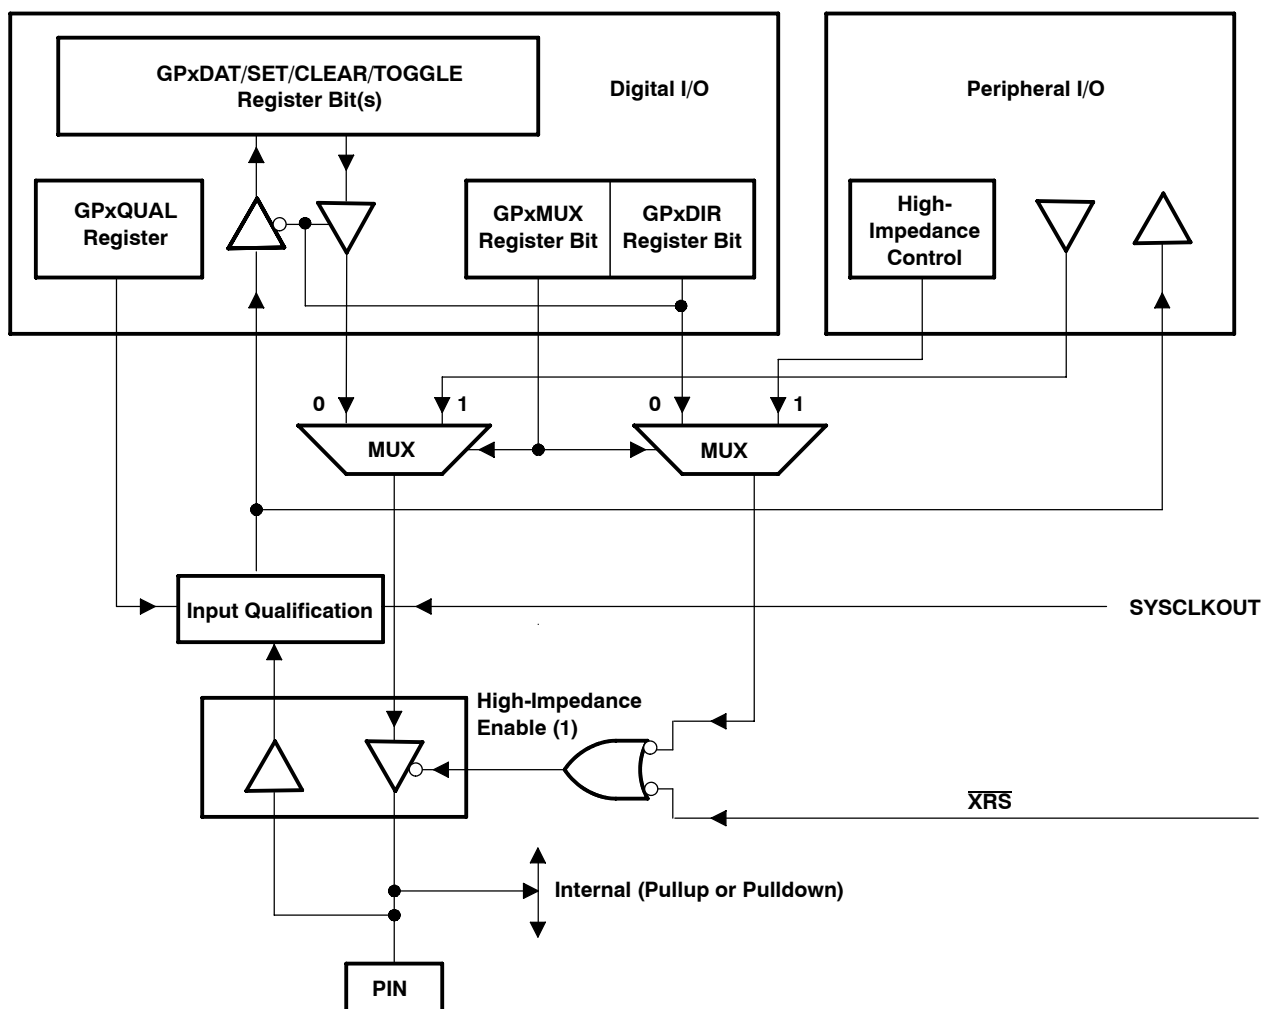 GPxDAT/SET/CLEAR/TOGGLE
Register Bit(s)
Digital I/O
Peripheral I/O
GPxQUAL
Register
GPxMUX
Register Bit
GPxDIR
Register Bit
High-
Impedance
Control
0
1
0
1
MUX
MUX
Input Qualification
SYSCLKOUT
High-Impedance
Enable (1)
XRS
Internal (Pullup or Pulldown)
PIN